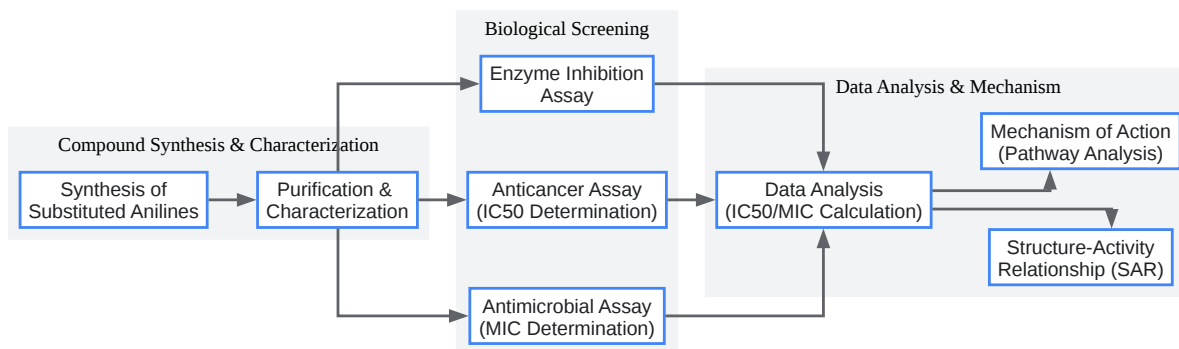 Biological Screening
Enzyme Inhibition
Assay
Data Analysis & Mechanism
Mechanism of Action
(Pathway Analysis)
Compound Synthesis & Characterization
Synthesis of
Substituted Anilines
Purification &
Characterization
Anticancer Assay
(IC50 Determination)
Data Analysis
(IC50/MIC Calculation)
Structure-Activity
Relationship (SAR)
Antimicrobial Assay
(MIC Determination)